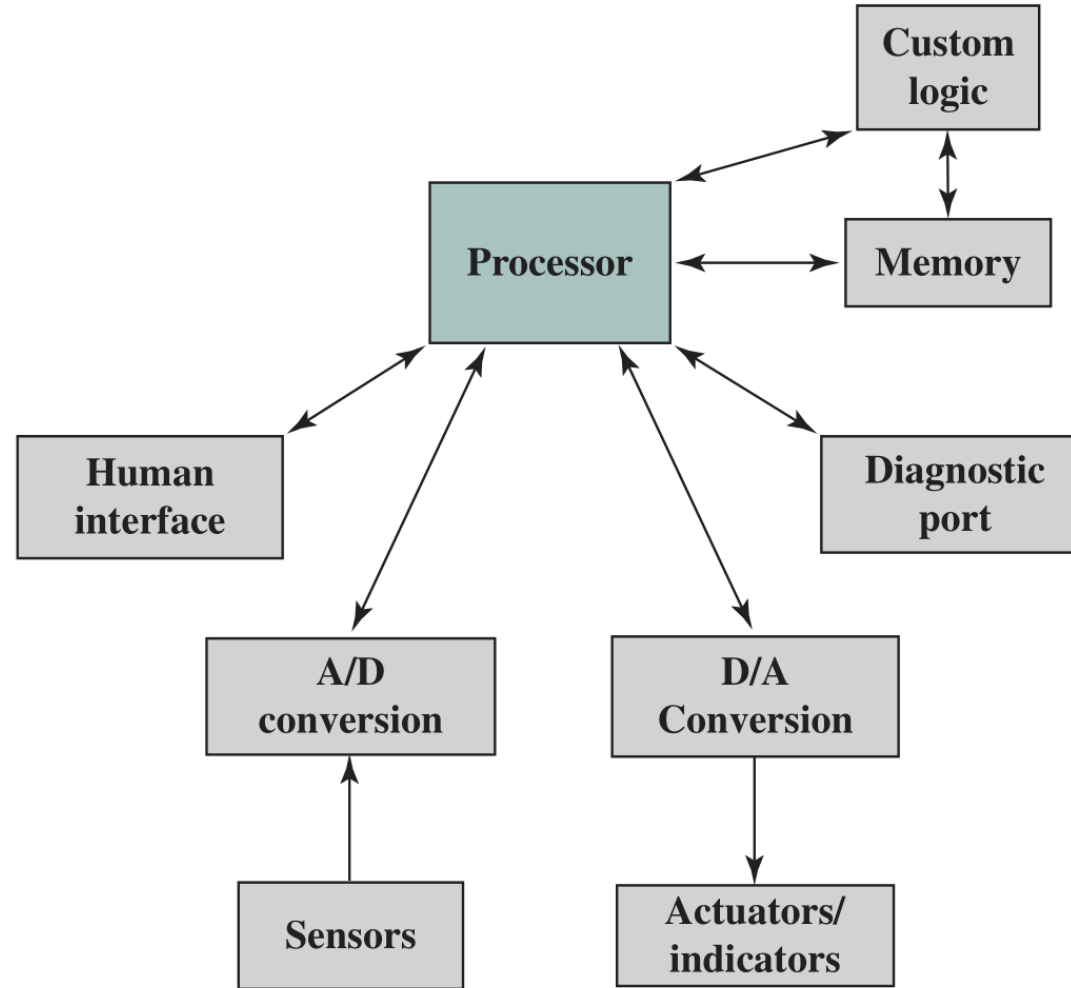 Custom
logic
Processor
Memory
Human
interface
Diagnostic
port
A/D
conversion
D/A
Conversion
Sensors
Actuators/
indicators